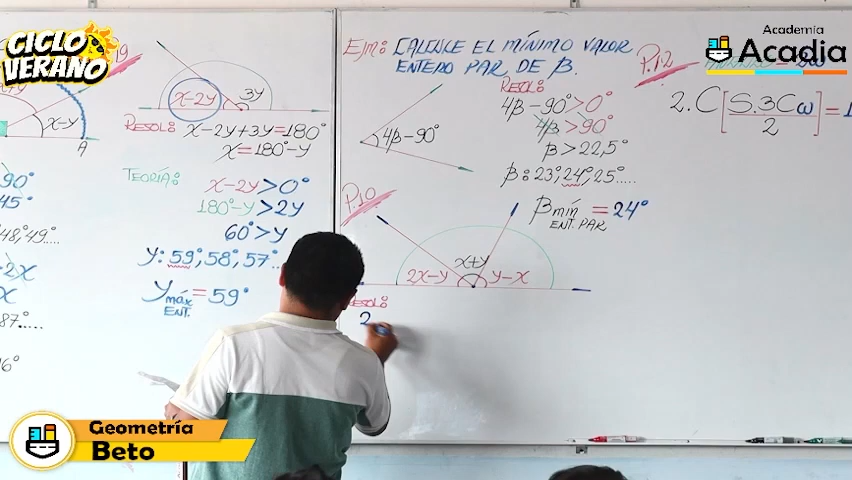 CICLO
VERANO
19
x-y
A
90°
45°
48°,49°.....
-2x
87°.....
x-2y 3y
RESOL: x-2y+3y=180°
x=180°-y
TEORÍA: x-2y>0°
180°-y>2y
60°>y
y: 59°,58°,57°....
y máx ENT. = 59°
Ejm: CALCULE EL MÍNIMO VALOR
ENTERO PAR DE β.
4β-90°
RESOL:
4β-90°>0°
4β>90°
β>22,5°
β: 23°,24°,25°.....
β mín ENT. PAR = 24°
P.10
x+y
2x-y y-x
RESOL:
2
P.12
2.C[S.3Cω/2]=1
Academia
Acadia
Geometría
Beto